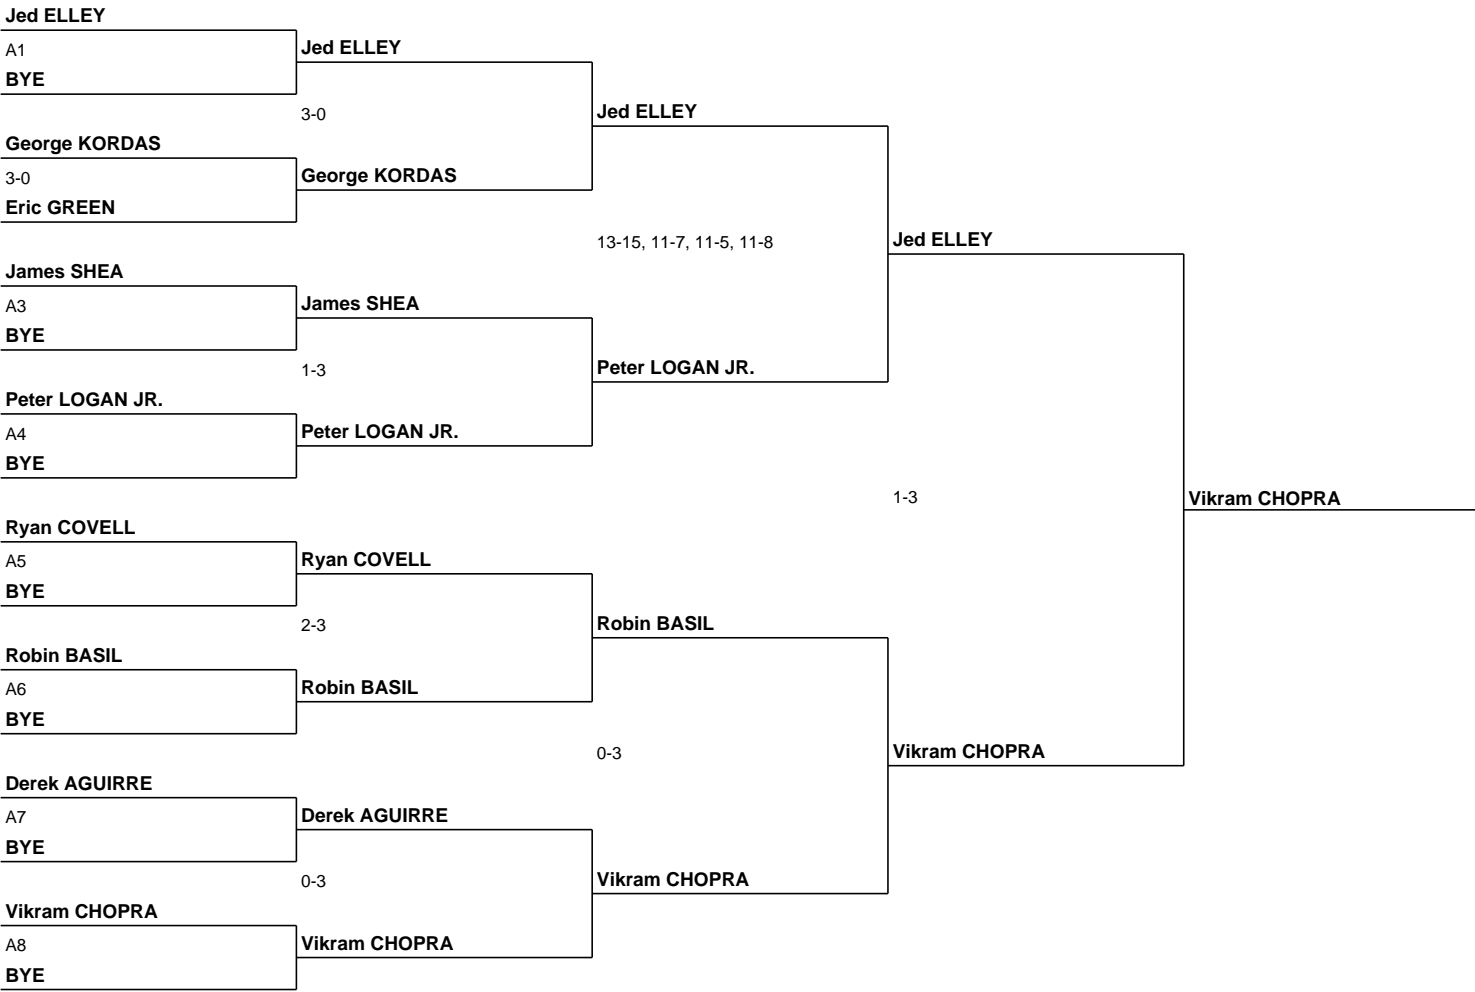 Jed ELLEY
A1
BYE
Jed ELLEY
3-0
George KORDAS
3-0
Eric GREEN
George KORDAS
Jed ELLEY
13-15, 11-7, 11-5, 11-8
James SHEA
A3
BYE
James SHEA
1-3
Peter LOGAN JR.
A4
BYE
Peter LOGAN JR.
Peter LOGAN JR.
Jed ELLEY
1-3
Ryan COVELL
A5
BYE
Ryan COVELL
2-3
Robin BASIL
A6
BYE
Robin BASIL
Robin BASIL
0-3
Derek AGUIRRE
A7
BYE
Derek AGUIRRE
0-3
Vikram CHOPRA
A8
BYE
Vikram CHOPRA
Vikram CHOPRA
Vikram CHOPRA
Vikram CHOPRA